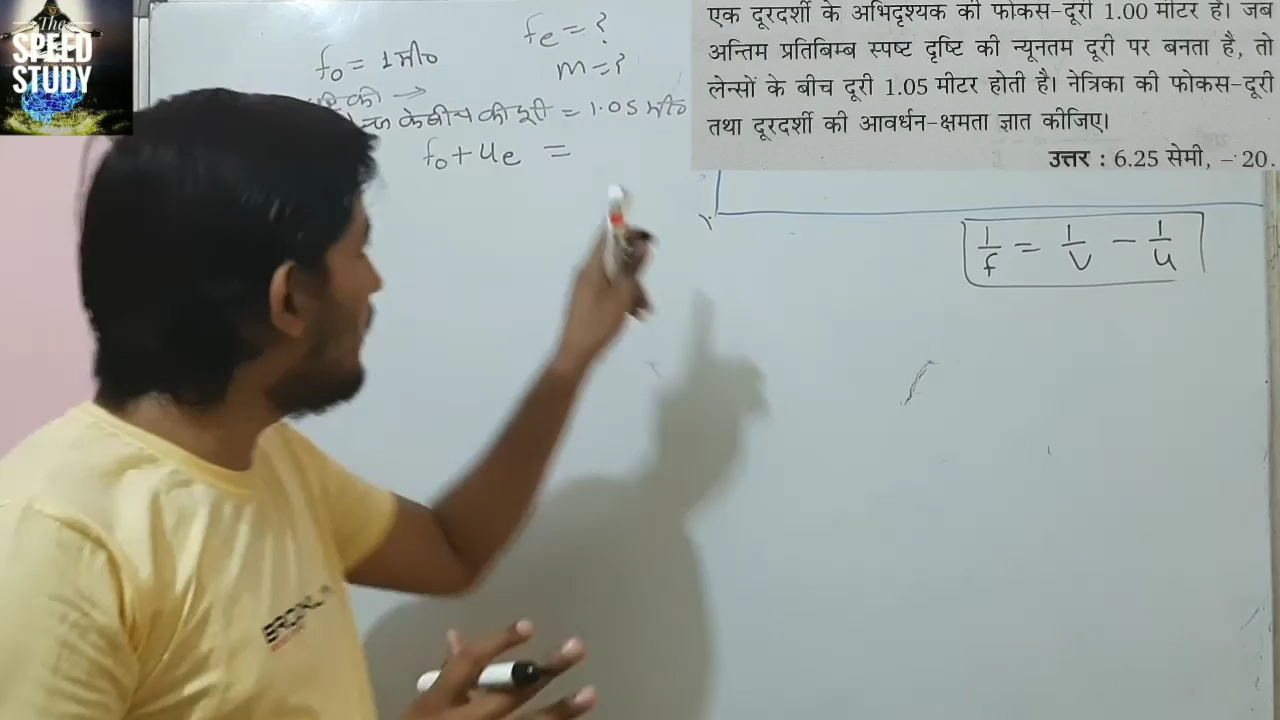 The
SPEED
STUDY
एक दूरदर्शी के अभिदृश्यक की फोकस-दूरी 1.00 मीटर है। जब
अन्तिम प्रतिबिम्ब स्पष्ट दृष्टि की न्यूनतम दूरी पर बनता है, तो
लेन्सों के बीच दूरी 1.05 मीटर होती है। नेत्रिका की फोकस-दूरी
तथा दूरदर्शी की आवर्धन-क्षमता ज्ञात कीजिए।
उत्तर : 6.25 सेमी, – 20.
fe = ?
fo = 1 मी०
m = ?
के बीच की दूरी = 1.05 मी०
fo + ue =
1/f = 1/v - 1/u